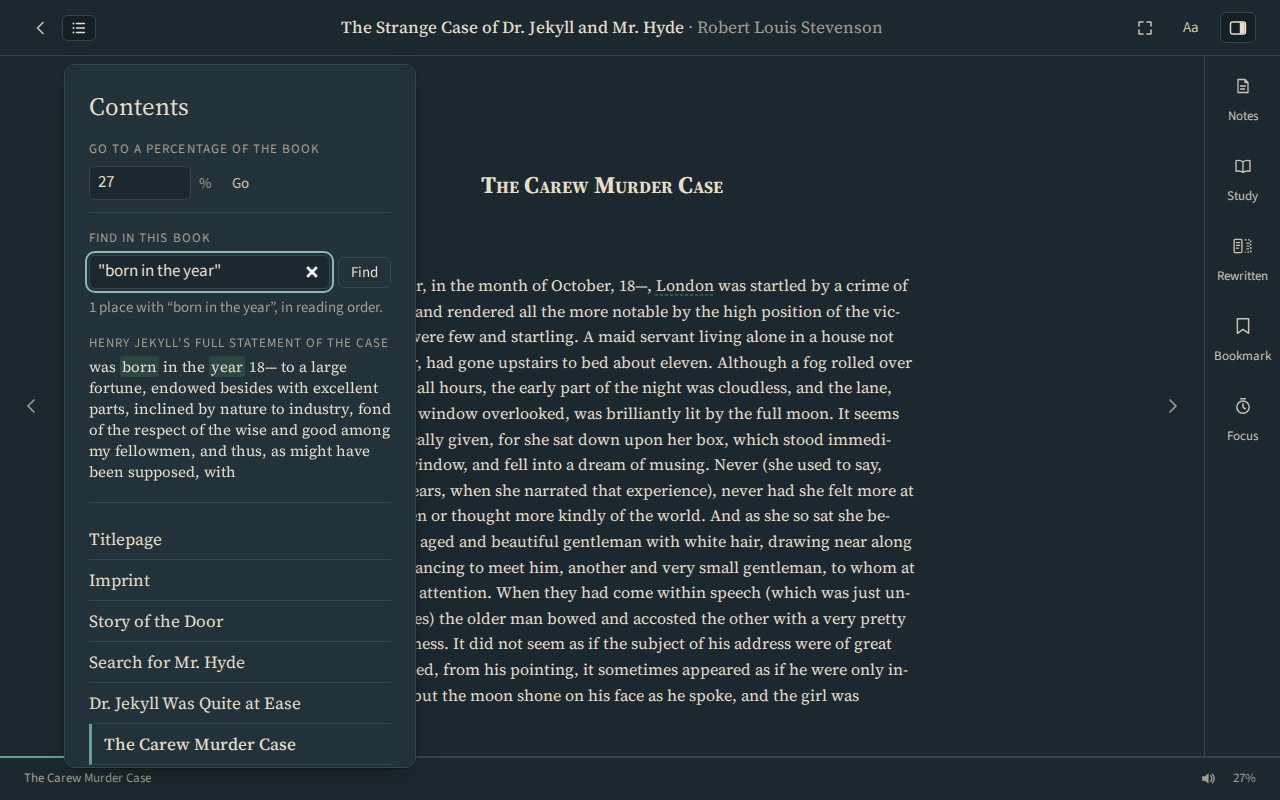 The Strange Case of Dr. Jekyll and Mr. Hyde · Robert Louis Stevenson
Aa
Contents
GO TO A PERCENTAGE OF THE BOOK
27 % Go
FIND IN THIS BOOK
"born in the year" Find
1 place with “born in the year”, in reading order.
HENRY JEKYLL’S FULL STATEMENT OF THE CASE
was born in the year 18— to a large
fortune, endowed besides with excellent
parts, inclined by nature to industry, fond
of the respect of the wise and good among
my fellowmen, and thus, as might have
been supposed, with
Titlepage
Imprint
Story of the Door
Search for Mr. Hyde
Dr. Jekyll Was Quite at Ease
The Carew Murder Case
The Carew Murder Case
, in the month of October, 18—, London was startled by a crime of
and rendered all the more notable by the high position of the vic-
were few and startling. A maid servant living alone in a house not
, had gone upstairs to bed about eleven. Although a fog rolled over
all hours, the early part of the night was cloudless, and the lane,
window overlooked, was brilliantly lit by the full moon. It seems
cally given, for she sat down upon her box, which stood immedi-
indow, and fell into a dream of musing. Never (she used to say,
ears, when she narrated that experience), never had she felt more at
n or thought more kindly of the world. And as she so sat she be-
aged and beautiful gentleman with white hair, drawing near along
ancing to meet him, another and very small gentleman, to whom at
attention. When they had come within speech (which was just un-
es) the older man bowed and accosted the other with a very pretty
ness. It did not seem as if the subject of his address were of great
ed, from his pointing, it sometimes appeared as if he were only in-
but the moon shone on his face as he spoke, and the girl was
Notes
Study
Rewritten
Bookmark
Focus
The Carew Murder Case
27%